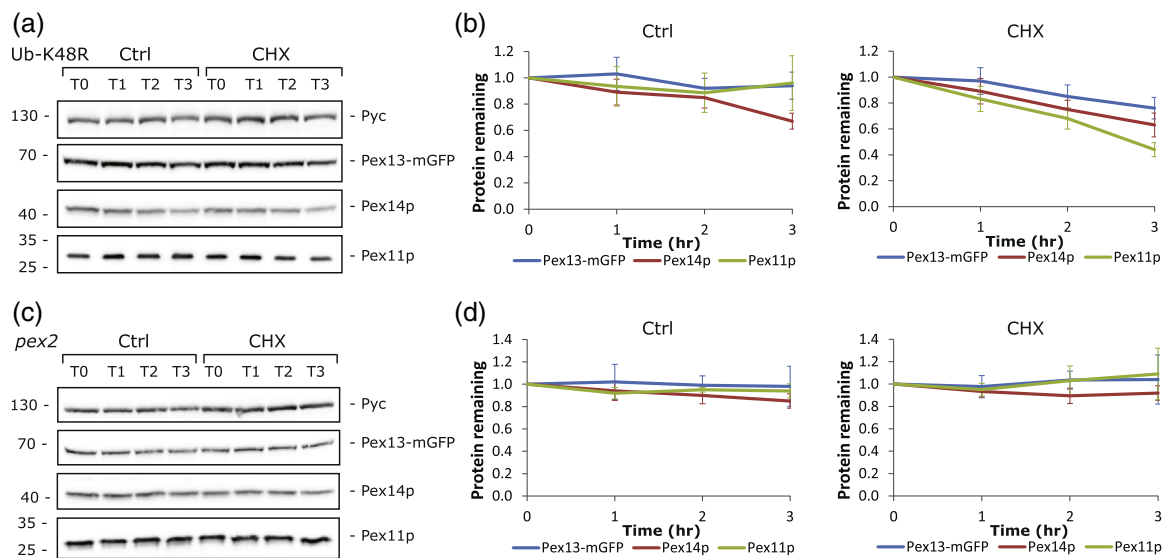 (a)
Ub-K48R Ctrl CHX
T0 T1 T2 T3 T0 T1 T2 T3
130 - - Pyc
70 - - Pex13-mGFP
40 - - Pex14p
35 -
25 - - Pex11p
(b)
Ctrl
Protein remaining
1.2
1.0
0.8
0.6
0.4
0.2
0.0
0 1 2 3
Time (hr)
Pex13-mGFP Pex14p Pex11p
CHX
Protein remaining
1.2
1.0
0.8
0.6
0.4
0.2
0.0
0 1 2 3
Time (hr)
Pex13-mGFP Pex14p Pex11p
(c)
pex2 Ctrl CHX
T0 T1 T2 T3 T0 T1 T2 T3
130 - - Pyc
70 - - Pex13-mGFP
40 - - Pex14p
35 -
25 - - Pex11p
(d)
Ctrl
Protein remaining
1.4
1.2
1.0
0.8
0.6
0.4
0.2
0.0
0 1 2 3
Time (hr)
Pex13-mGFP Pex14p Pex11p
CHX
Protein remaining
1.4
1.2
1.0
0.8
0.6
0.4
0.2
0.0
0 1 2 3
Time (hr)
Pex13-mGFP Pex14p Pex11p